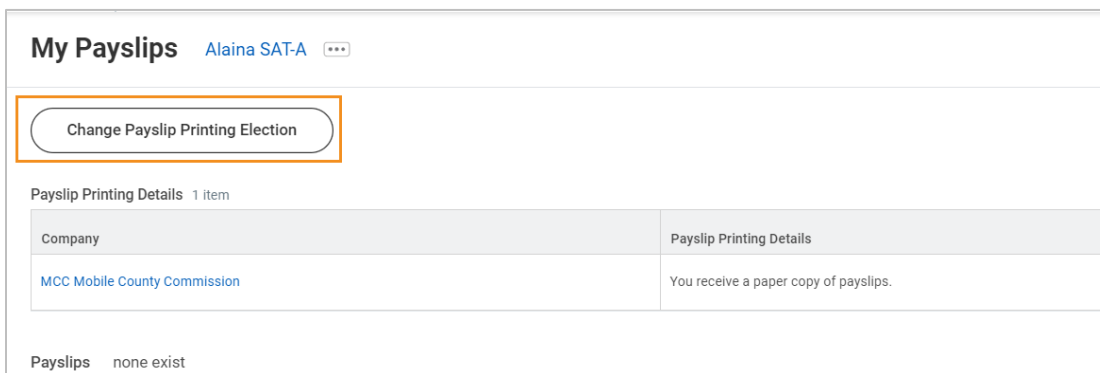 My Payslips Alaina SAT-A
Change Payslip Printing Election
Payslip Printing Details 1 item
Company Payslip Printing Details
MCC Mobile County Commission You receive a paper copy of payslips.
Payslips none exist